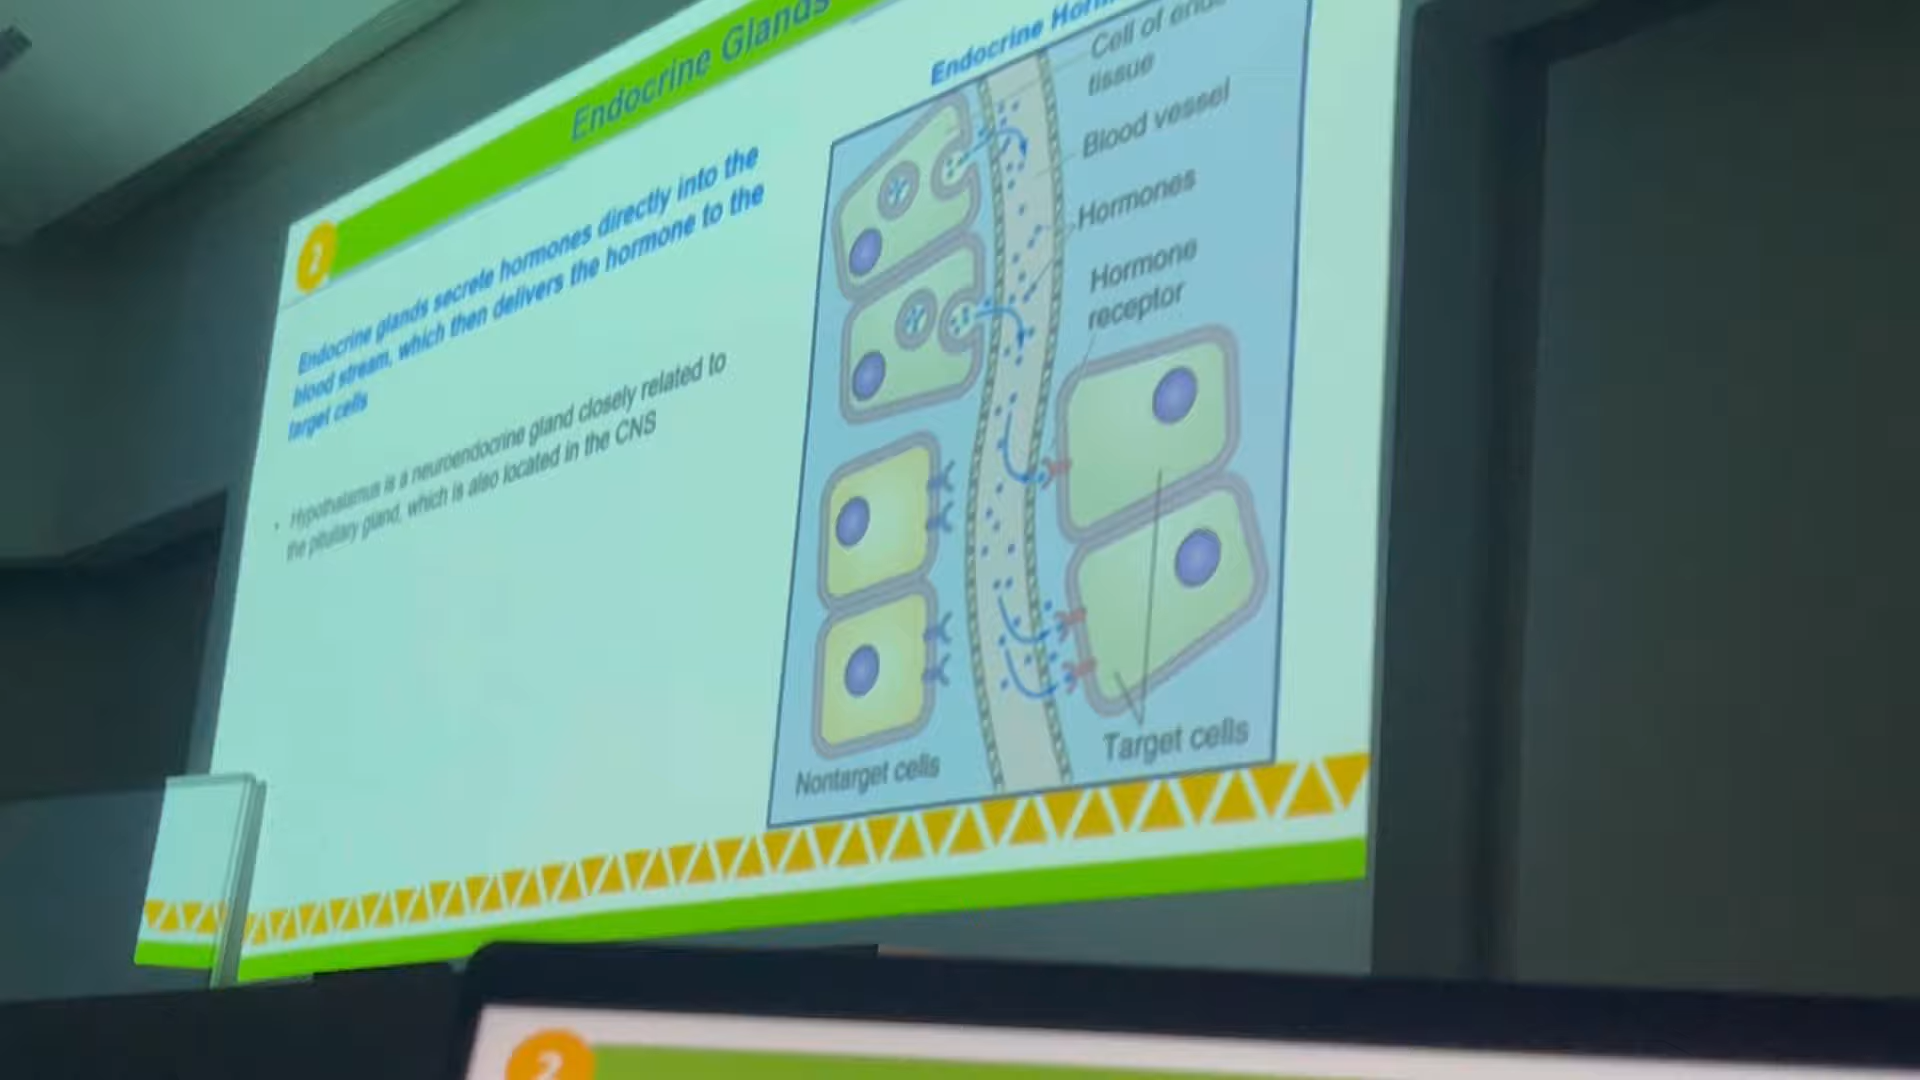 Endocrine Glands
2
Endocrine glands secrete hormones directly into the
blood stream, which then delivers the hormone to the
target cells
• Hypothalamus is a neuroendocrine gland closely related to
the pituitary gland, which is also located in the CNS
Endocrine
Cell of
tissue
Blood vessel
Hormones
Hormone
receptor
Target cells
Nontarget cells
2